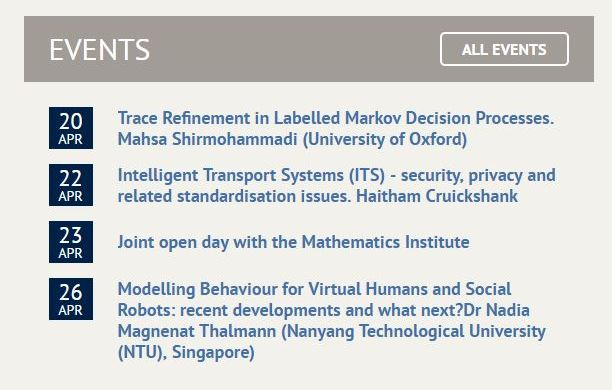 EVENTS
ALL EVENTS
20
APR
Trace Refinement in Labelled Markov Decision Processes.
Mahsa Shirmohammadi (University of Oxford)
22
APR
Intelligent Transport Systems (ITS) - security, privacy and
related standardisation issues. Haitham Cruickshank
23
APR
Joint open day with the Mathematics Institute
26
APR
Modelling Behaviour for Virtual Humans and Social
Robots: recent developments and what next?Dr Nadia
Magnenat Thalmann (Nanyang Technological University
(NTU), Singapore)